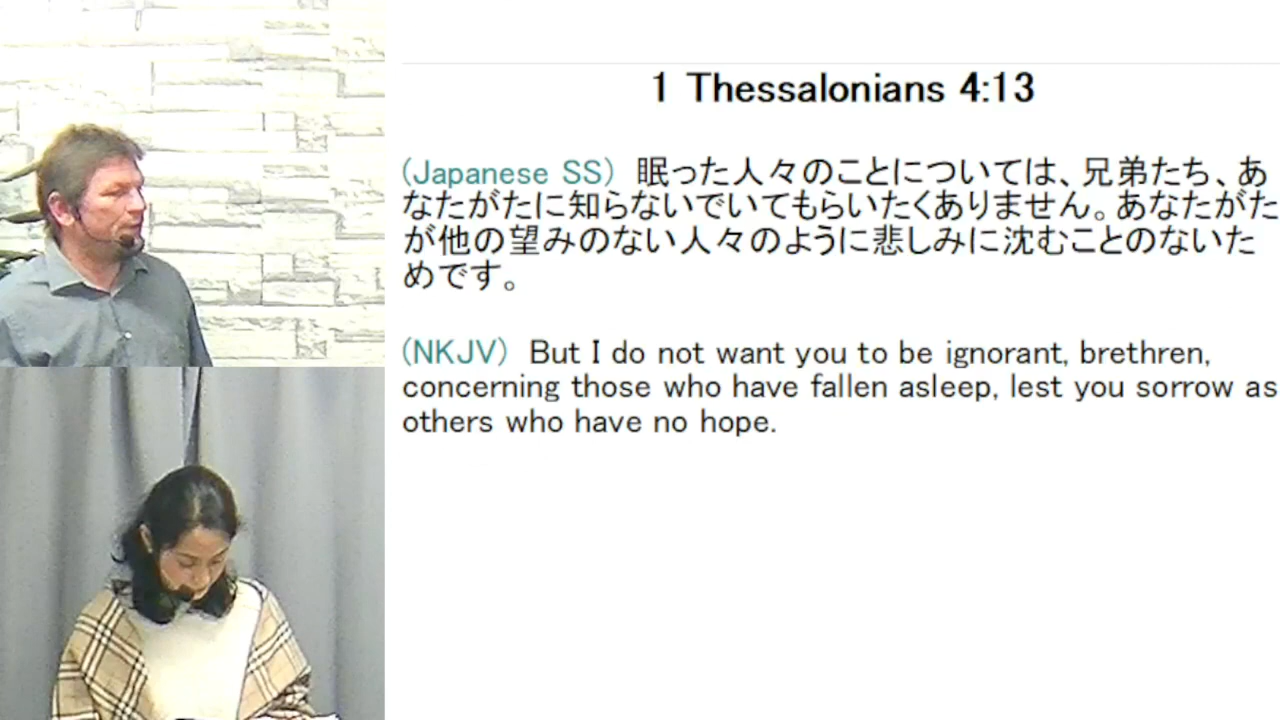 1 Thessalonians 4:13
(Japanese SS) 眠った人々のことについては、兄弟たち、あ
なたがたに知らないでいてもらいたくありません。あなたがた
が他の望みのない人々のように悲しみに沈むことのないた
めです。
(NKJV) But I do not want you to be ignorant, brethren,
concerning those who have fallen asleep, lest you sorrow as
others who have no hope.